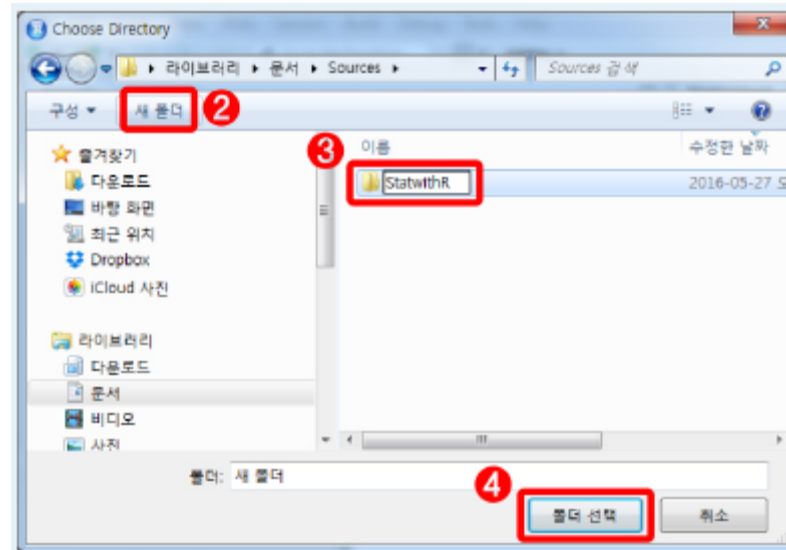 Choose Directory
라이브러리 ▸ 문서 ▸ Sources ▸
Sources 검색
구성 ▼ 새 폴더 2
3
이름 수정한 날짜
StatwithR 2016-05-27 오
즐겨찾기
다운로드
바탕 화면
최근 위치
Dropbox
iCloud 사진
라이브러리
다운로드
문서
비디오
사진
폴더: 새 폴더
4
폴더 선택 취소